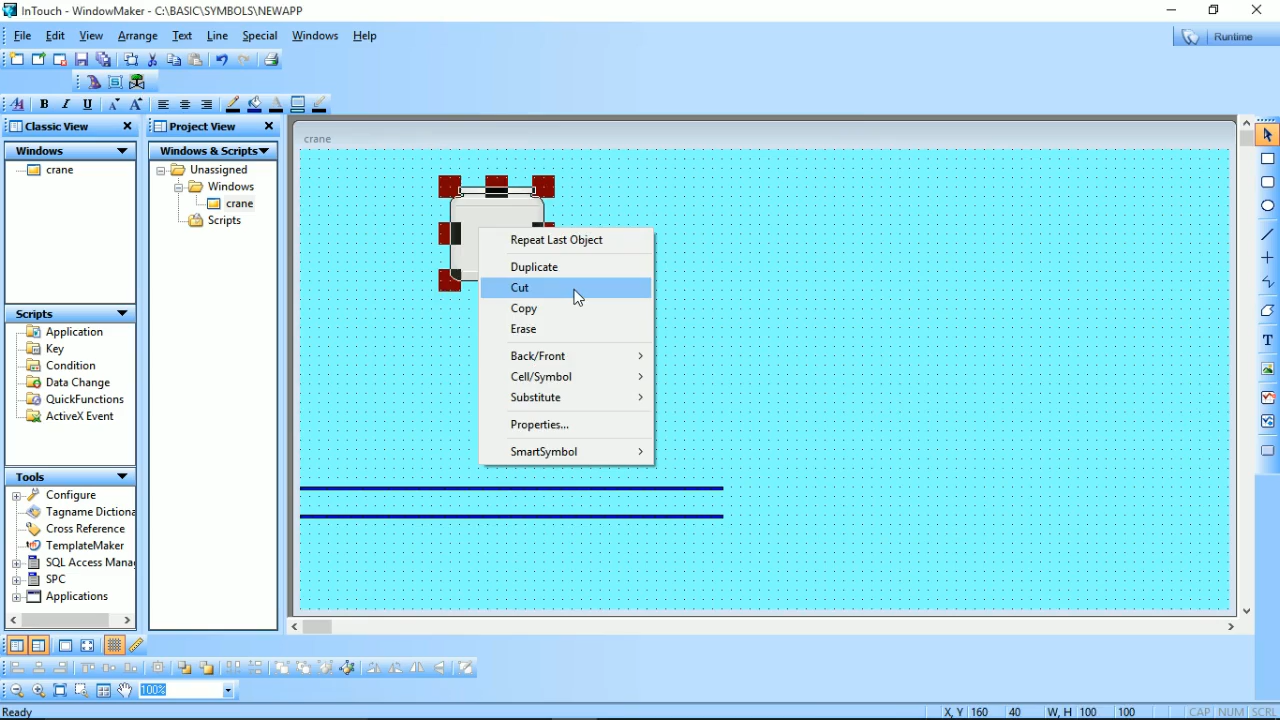 InTouch - WindowMaker - C:\BASIC\SYMBOLS\NEWAPP
File Edit View Arrange Text Line Special Windows Help
Runtime
Classic View
Project View
Windows
crane
Windows & Scripts
Unassigned
Windows
crane
Scripts
crane
Scripts
Application
Key
Condition
Data Change
QuickFunctions
ActiveX Event
Tools
Configure
Tagname Dictiona
Cross Reference
TemplateMaker
SQL Access Mana
SPC
Applications
Repeat Last Object
Duplicate
Cut
Copy
Erase
Back/Front
Cell/Symbol
Substitute
Properties...
SmartSymbol
100%
Ready
X, Y 160 40 W, H 100 100 CAP NUM SCRL